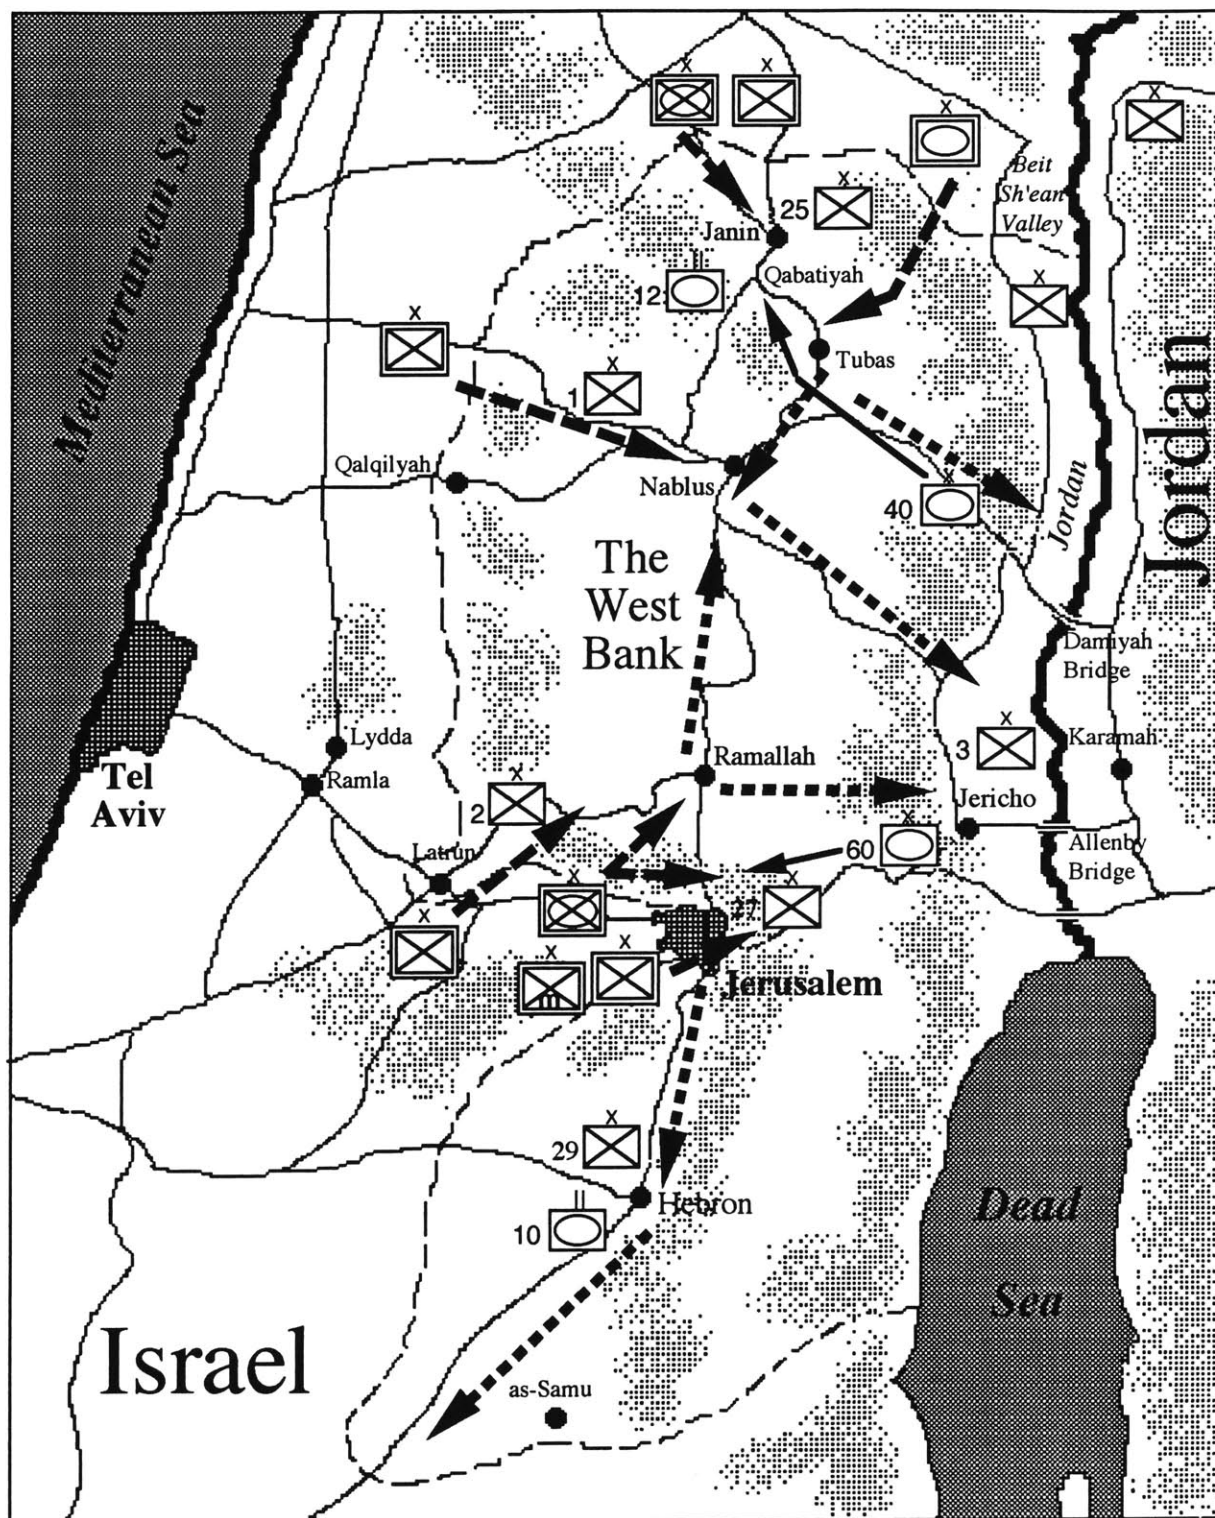 Mediterranean Sea
X
X
X
X
Beit
Sh'ean
Valley
X
25
Janin
Qabatiyah
12
X
X
Tubas
X
1
Jordan
Qalqilyah
Nablus
X
40
Jordan
The
West
Bank
Damiyah
Bridge
Lydda
Ramla
Tel
Aviv
Ramallah
X
3
Karamah
Jericho
X
2
Latrun
X
60
Allenby
Bridge
X
X
X
27
X
X
m
Jerusalem
X
29
Hebron
10
Dead
Sea
Israel
as-Samu